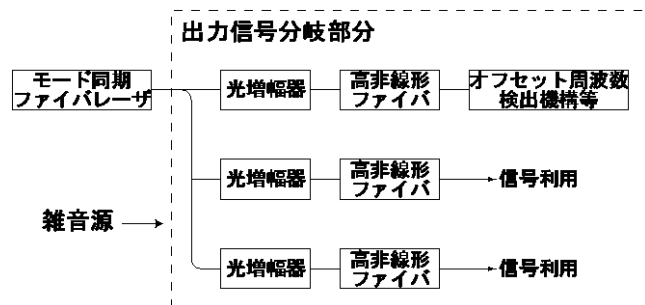 出力信号分岐部分
モード同期
ファイバレーザ
光増幅器
高非線形
ファイバ
オフセット周波数
検出機構等
光増幅器
高非線形
ファイバ
信号利用
雑音源
光増幅器
高非線形
ファイバ
信号利用